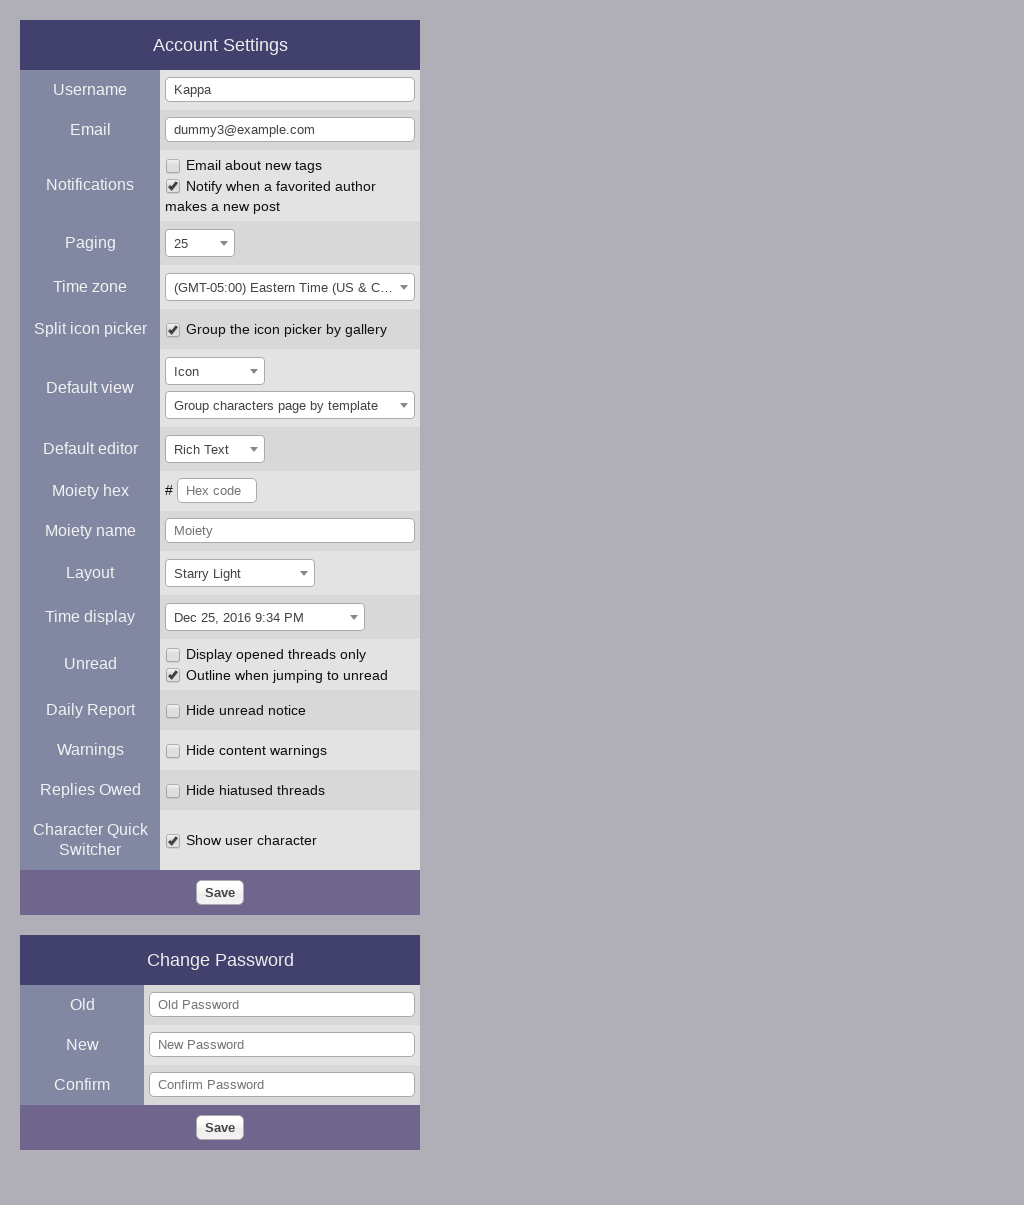 Account Settings
Username Kappa
Email dummy3@example.com
Notifications Email about new tags
Notify when a favorited author
makes a new post
Paging 25
Time zone (GMT-05:00) Eastern Time (US & C...
Split icon picker Group the icon picker by gallery
Default view Icon
Group characters page by template
Default editor Rich Text
Moiety hex # Hex code
Moiety name Moiety
Layout Starry Light
Time display Dec 25, 2016 9:34 PM
Unread Display opened threads only
Outline when jumping to unread
Daily Report Hide unread notice
Warnings Hide content warnings
Replies Owed Hide hiatused threads
Character Quick
Switcher Show user character
Save
Change Password
Old Old Password
New New Password
Confirm Confirm Password
Save